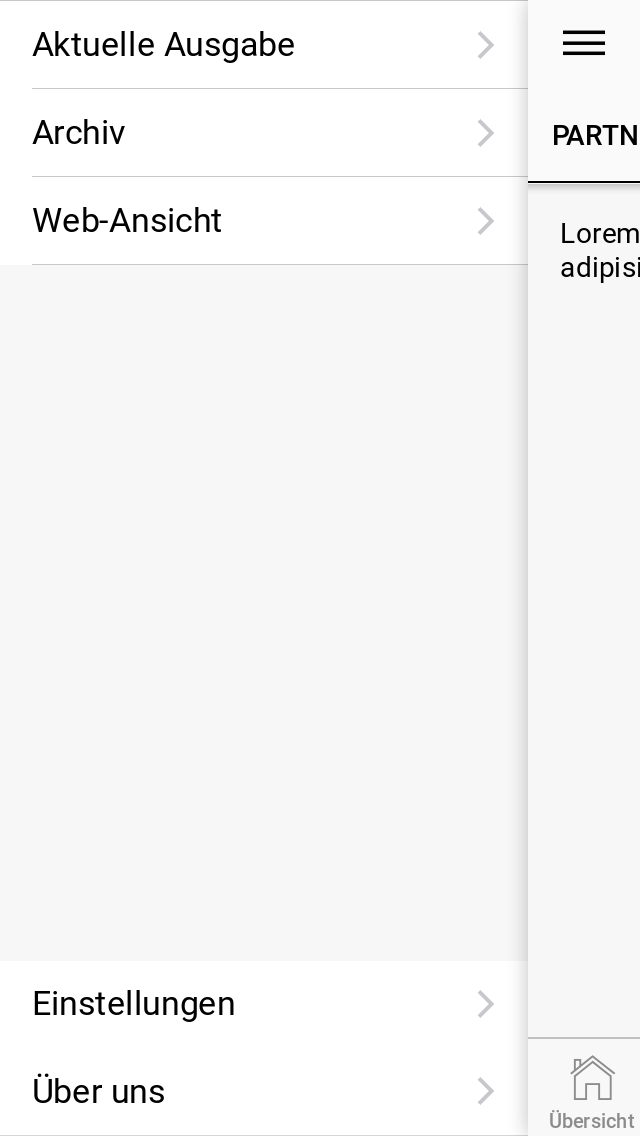 Aktuelle Ausgabe
Archiv
Web-Ansicht
Einstellungen
Über uns
PARTN
Lorem
adipisi
Übersicht